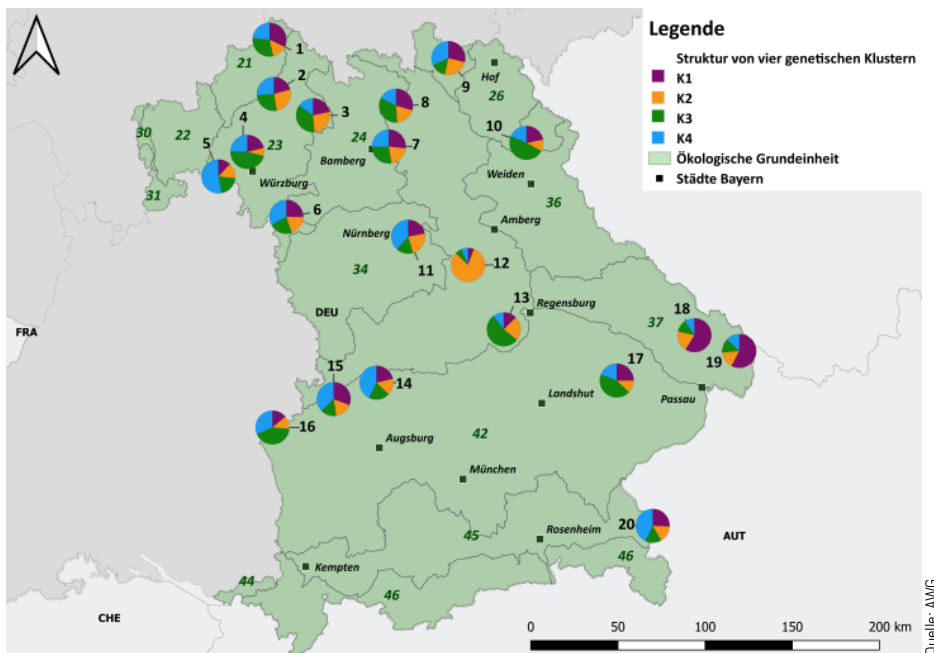 Legende
Struktur von vier genetischen Klustern
K1
K2
K3
K4
Ökologische Grundeinheit
Städte Bayern
1
21
2
9
Hof
26
3
8
4
30
22
24
5
23
Bamberg
7
10
31
Würzburg
Weiden
36
6
Amberg
Nürnberg
34
11
12
13
Regensburg
DEU
FRA
18
37
15
17
19
14
Landshut
Passau
16
42
Augsburg
München
20
Rosenheim
45
AUT
46
Kempten
44
46
CHE
0 50 100 150 200 km
Quelle: AWG